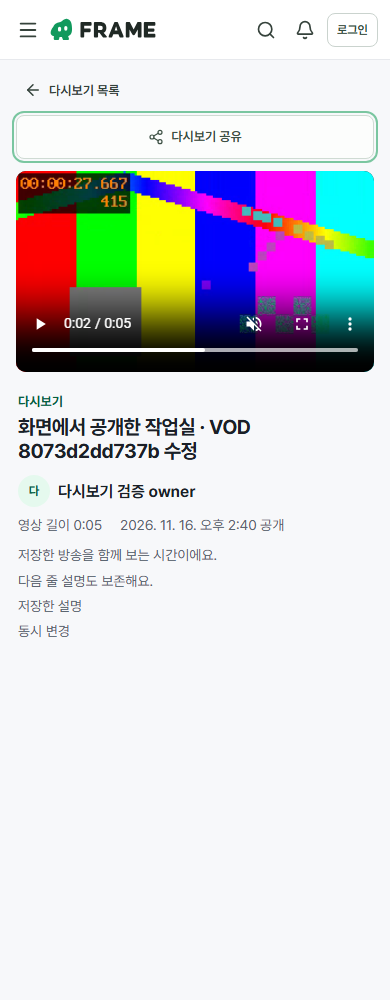 FRAME
로그인
다시보기 목록
다시보기 공유
00:00:27.667
415
0:02 / 0:05
다시보기
화면에서 공개한 작업실 · VOD
8073d2dd737b 수정
다
다시보기 검증 owner
영상 길이 0:05 2026. 11. 16. 오후 2:40 공개
저장한 방송을 함께 보는 시간이에요.
다음 줄 설명도 보존해요.
저장한 설명
동시 변경